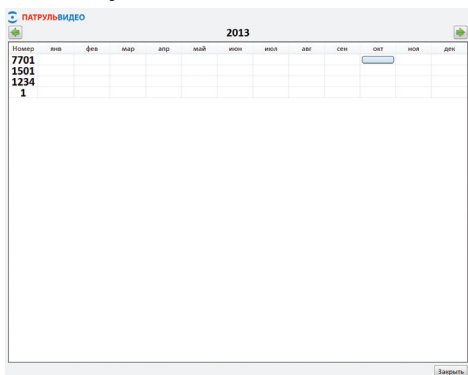 ПАТРУЛЬВИДЕО
2013
Номер янв фев мар апр май июн июл авг сен окт ноя дек
7701
1501
1234
1
Закрыть